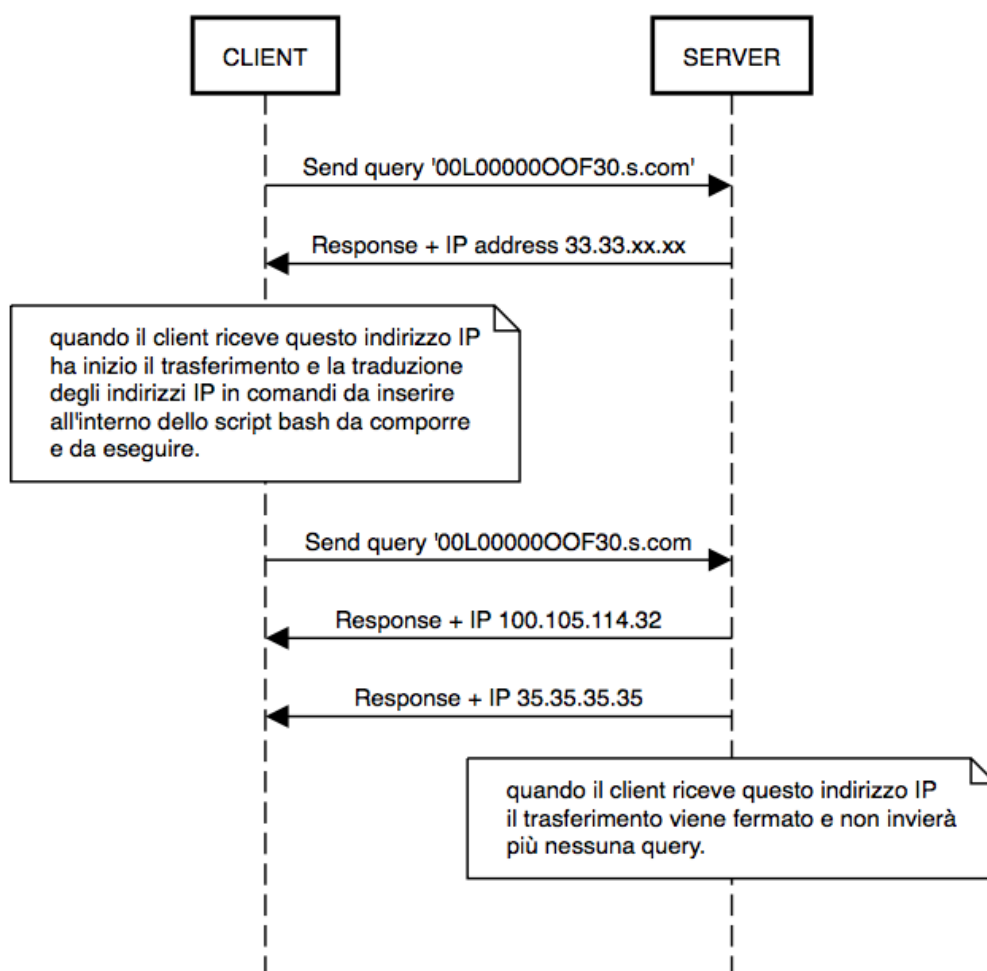 CLIENT
SERVER
Send query '00L00000OOF30.s.com'
Response + IP address 33.33.xx.xx
quando il client riceve questo indirizzo IP
ha inizio il trasferimento e la traduzione
degli indirizzi IP in comandi da inserire
all'interno dello script bash da comporre
e da eseguire.
Send query '00L00000OOF30.s.com
Response + IP 100.105.114.32
Response + IP 35.35.35.35
quando il client riceve questo indirizzo IP
il trasferimento viene fermato e non invierà
più nessuna query.